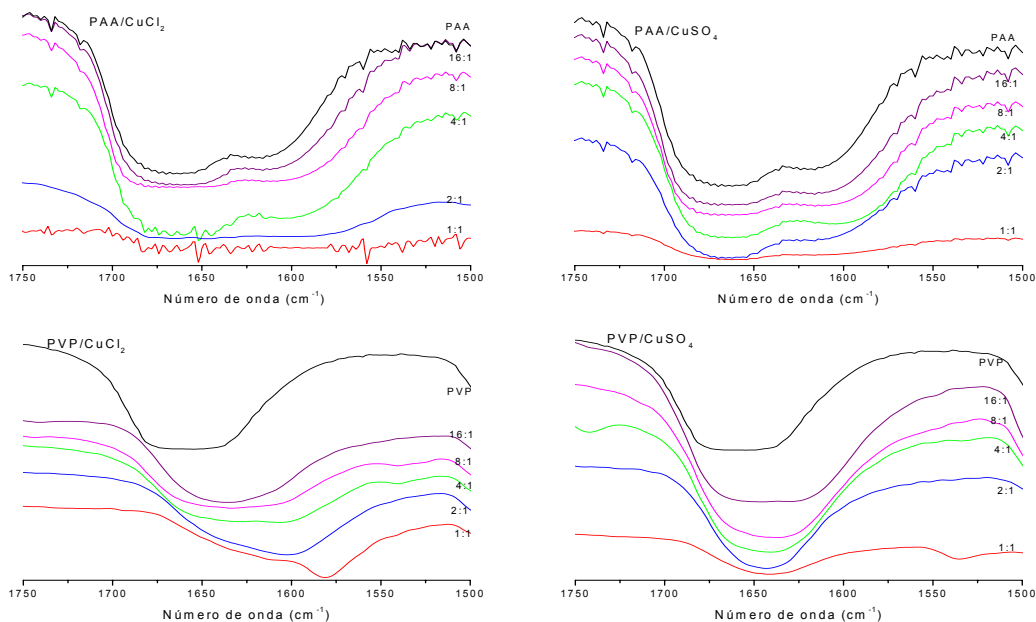 PAA/CuCl2
PAA
16:1
8:1
4:1
2:1
1:1
1750 1700 1650 1600 1550 1500
Número de onda (cm-1)
PAA/CuSO4
PAA
16:1
8:1
4:1
2:1
1:1
1750 1700 1650 1600 1550 1500
Número de onda (cm-1)
PVP/CuCl2
PVP
16:1
8:1
4:1
2:1
1:1
1750 1700 1650 1600 1550 1500
Número de onda (cm-1)
PVP/CuSO4
PVP
16:1
8:1
4:1
2:1
1:1
1750 1700 1650 1600 1550 1500
Número de onda (cm-1)